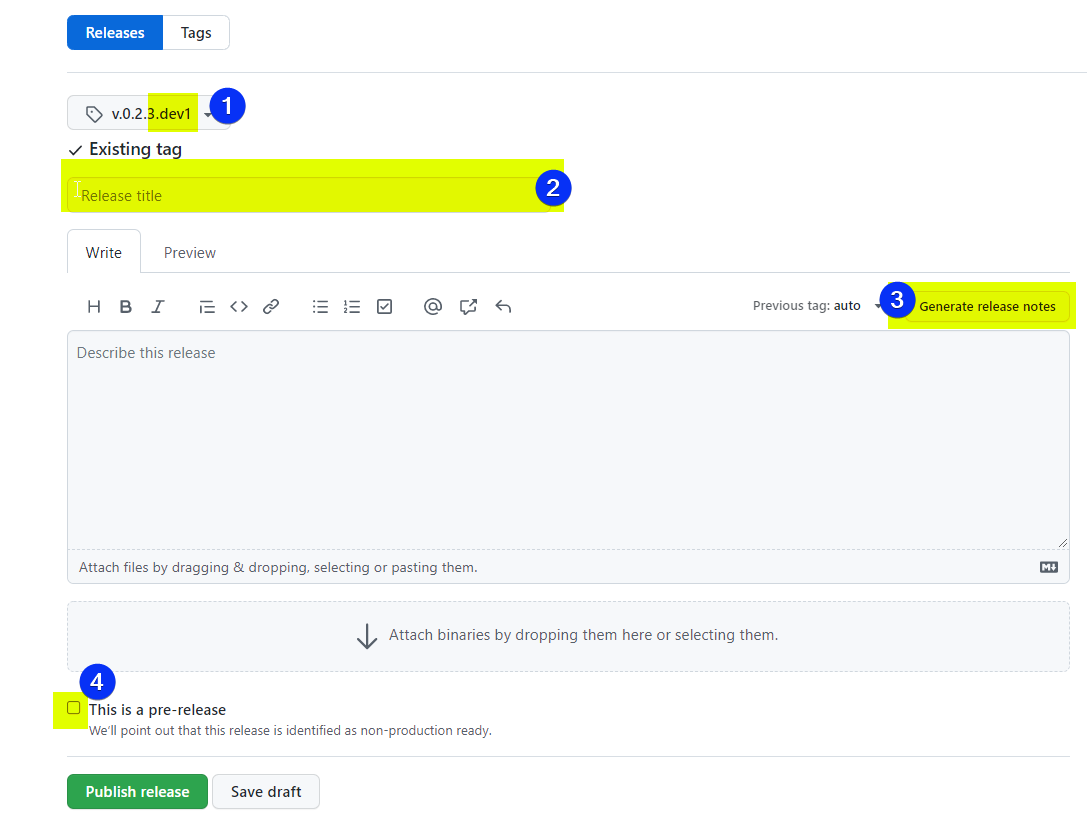 Releases Tags
v.0.2.3.dev1 1
Existing tag
2
Release title
Write Preview
H B I
Previous tag: auto 3 Generate release notes
Describe this release
Attach files by dragging & dropping, selecting or pasting them.
Attach binaries by dropping them here or selecting them.
4
This is a pre-release
We'll point out that this release is identified as non-production ready.
Publish release Save draft